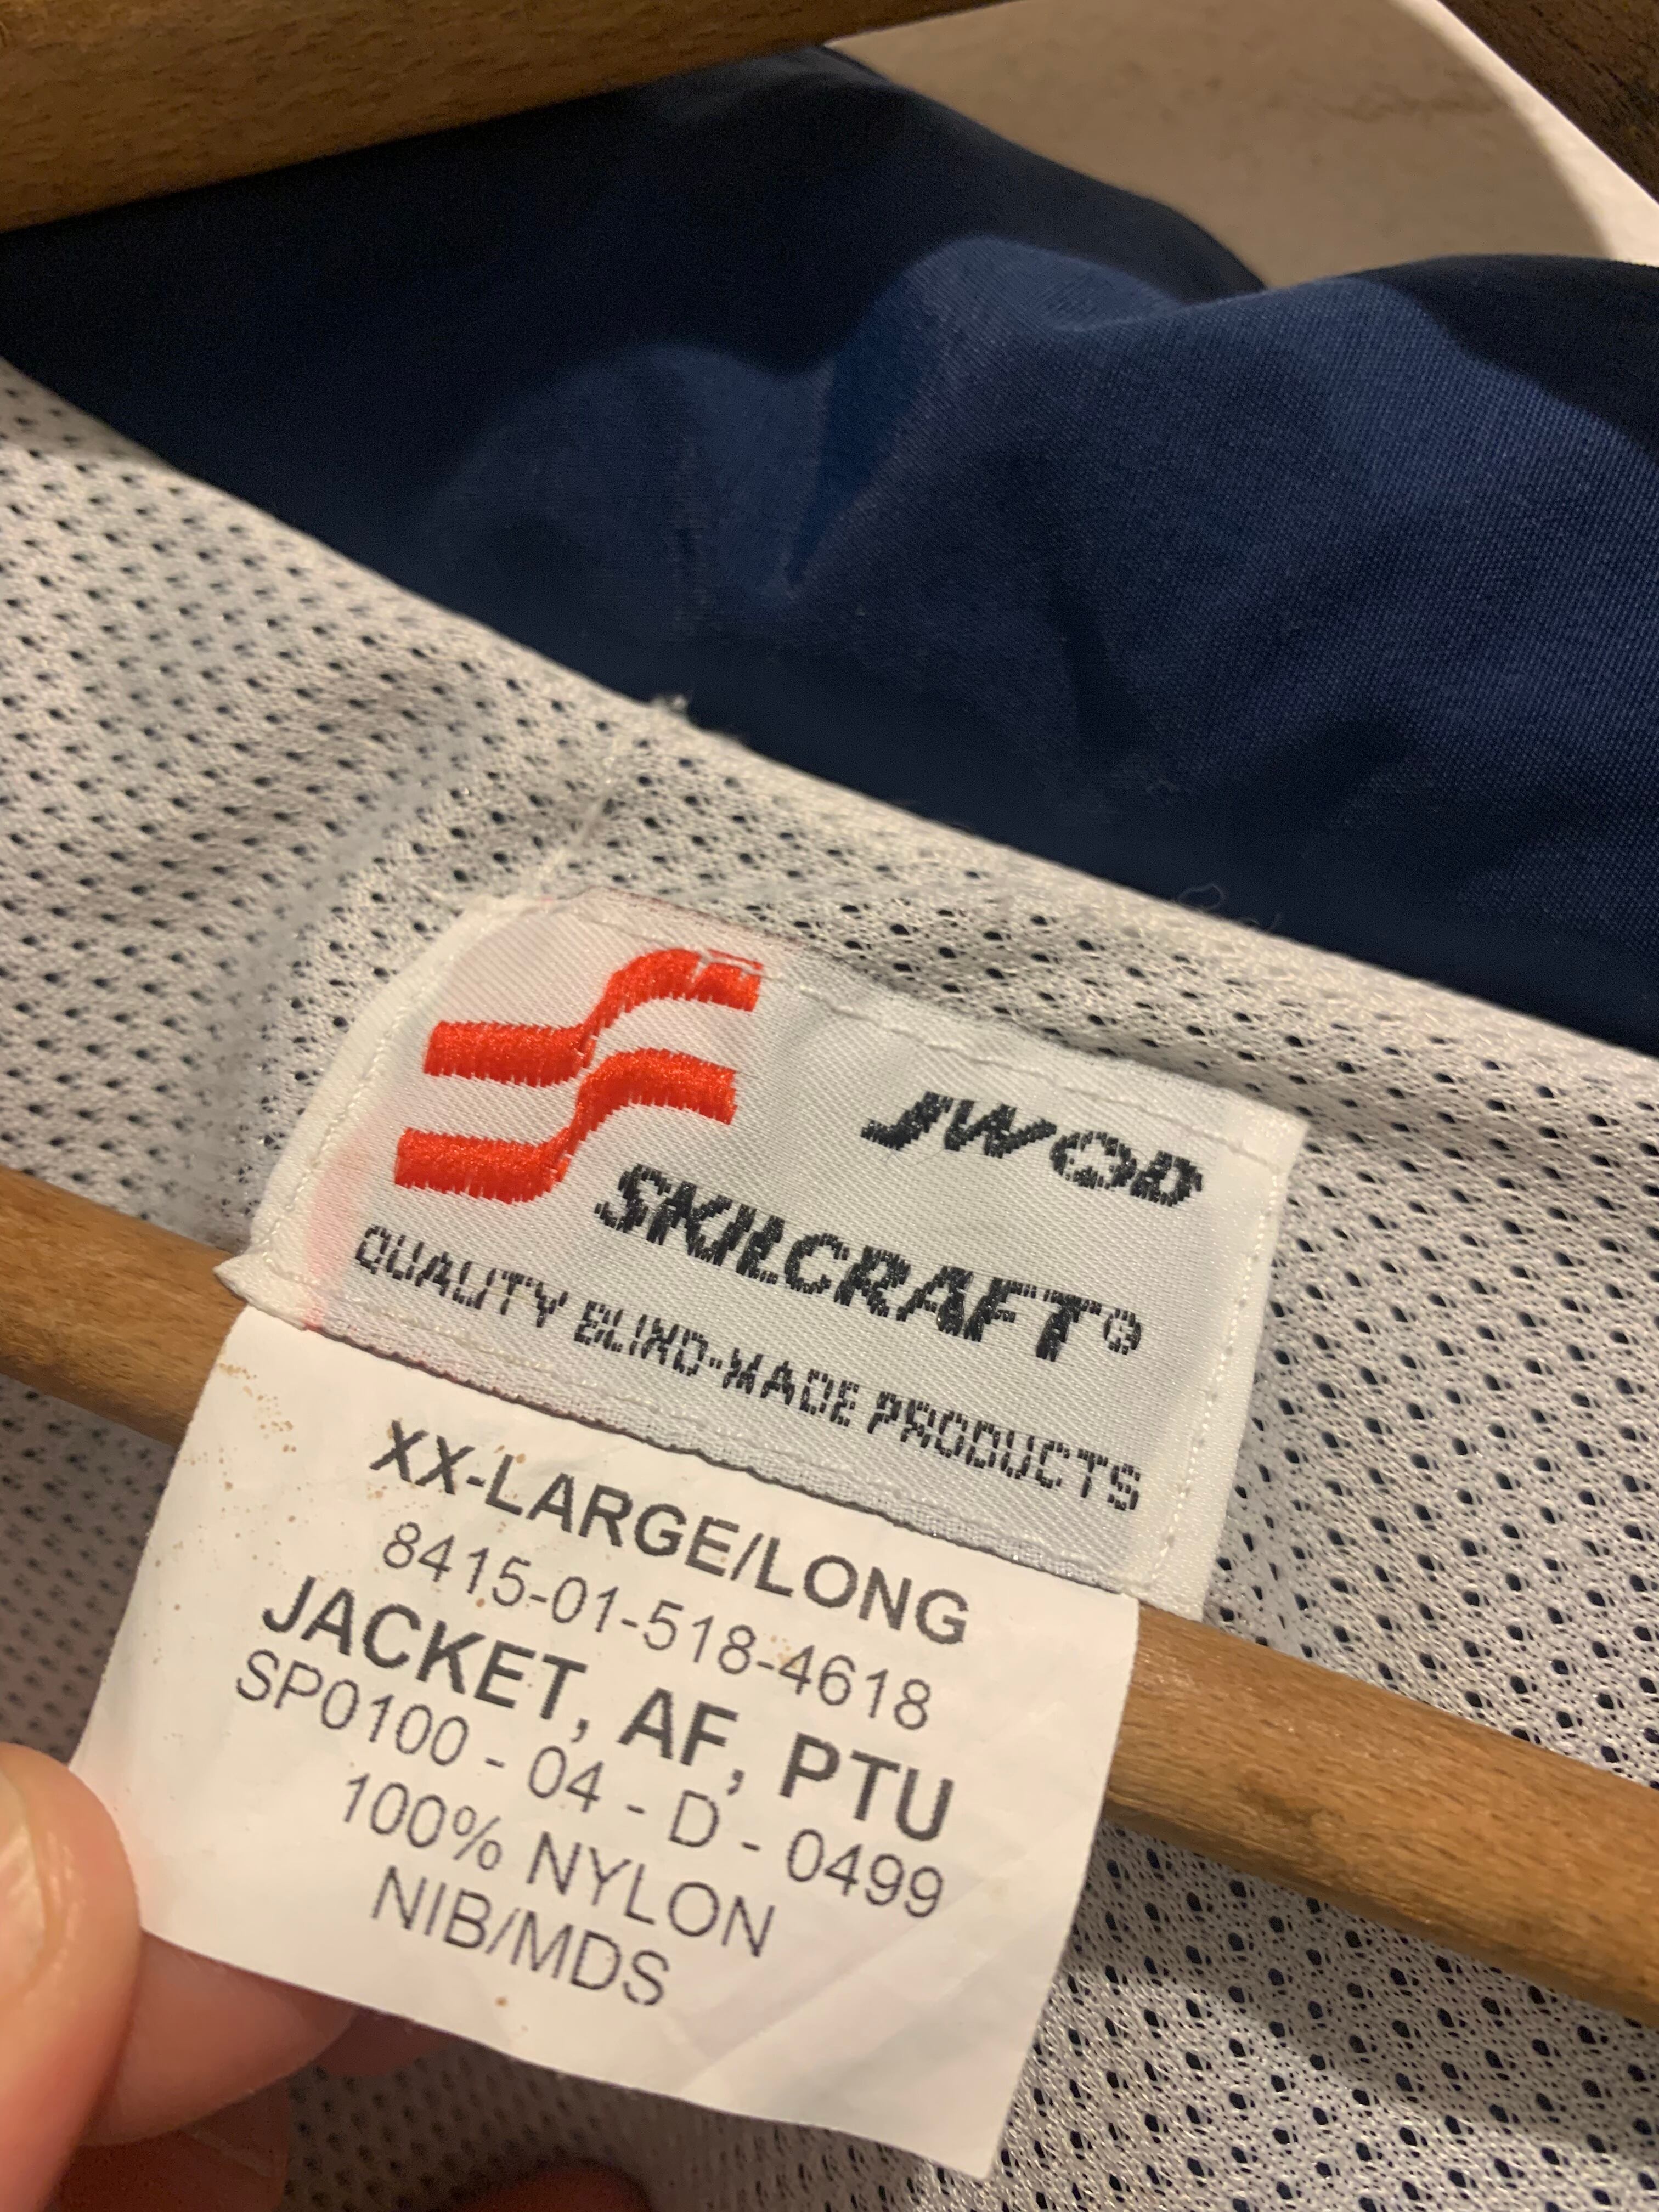 JWOD
SKILCRAFT®
QUALITY BLIND-MADE PRODUCTS
XX-LARGE/LONG
8415-01-518-4618
JACKET, AF, PTU
SP0100 - 04 - D - 0499
100% NYLON
NIB/MDS